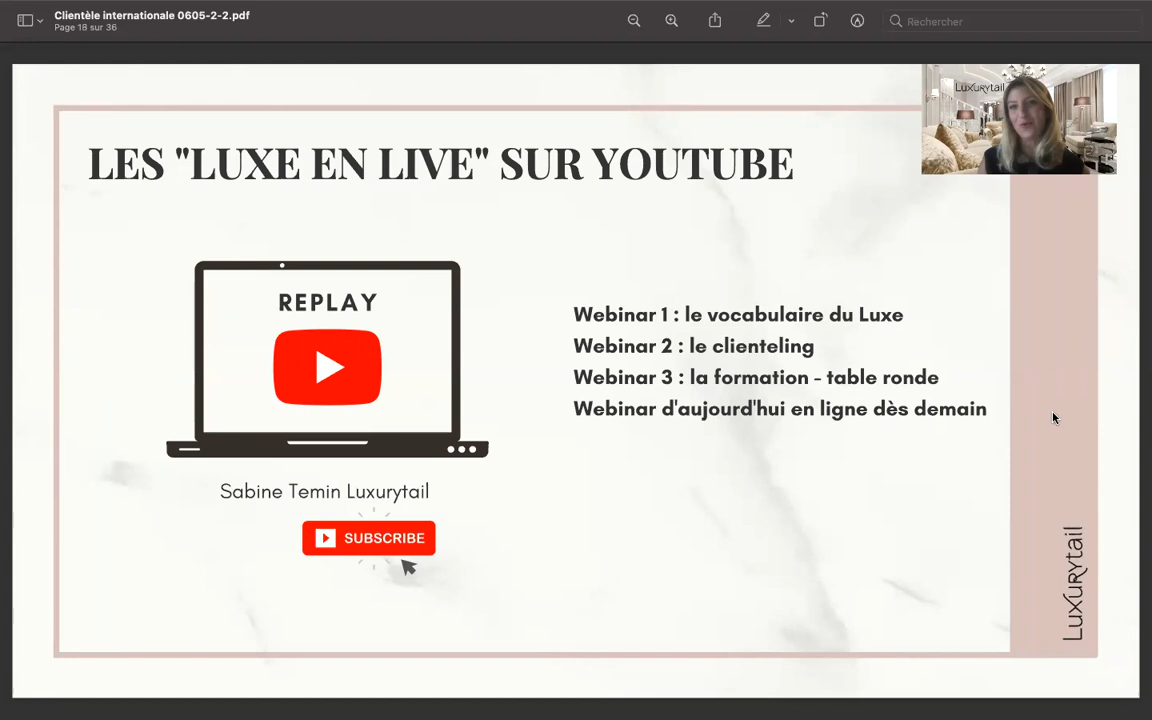 Clientèle internationale 0605-2-2.pdf
Page 18 sur 36
Rechercher
Luxurytail
LES "LUXE EN LIVE" SUR YOUTUBE
REPLAY
Webinar 1 : le vocabulaire du Luxe
Webinar 2 : le clienteling
Webinar 3 : la formation - table ronde
Webinar d'aujourd'hui en ligne dès demain
Sabine Temin Luxurytail
SUBSCRIBE
Luxurytail